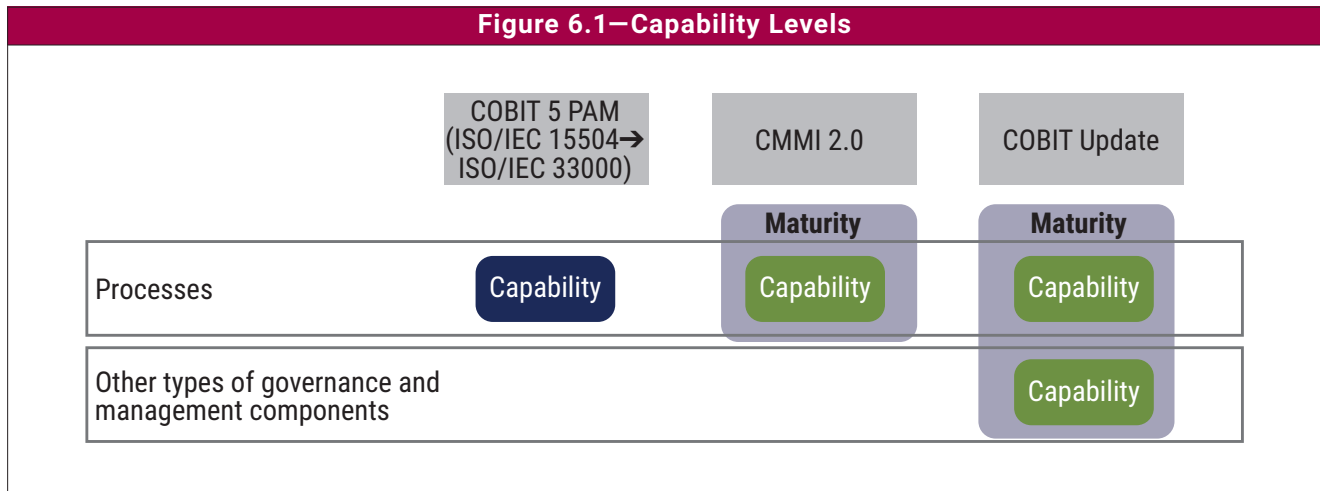 Figure 6.1—Capability Levels
COBIT 5 PAM
(ISO/IEC 15504➔
ISO/IEC 33000)
CMMI 2.0
COBIT Update
Maturity
Maturity
Processes
Capability
Capability
Capability
Other types of governance and
management components
Capability